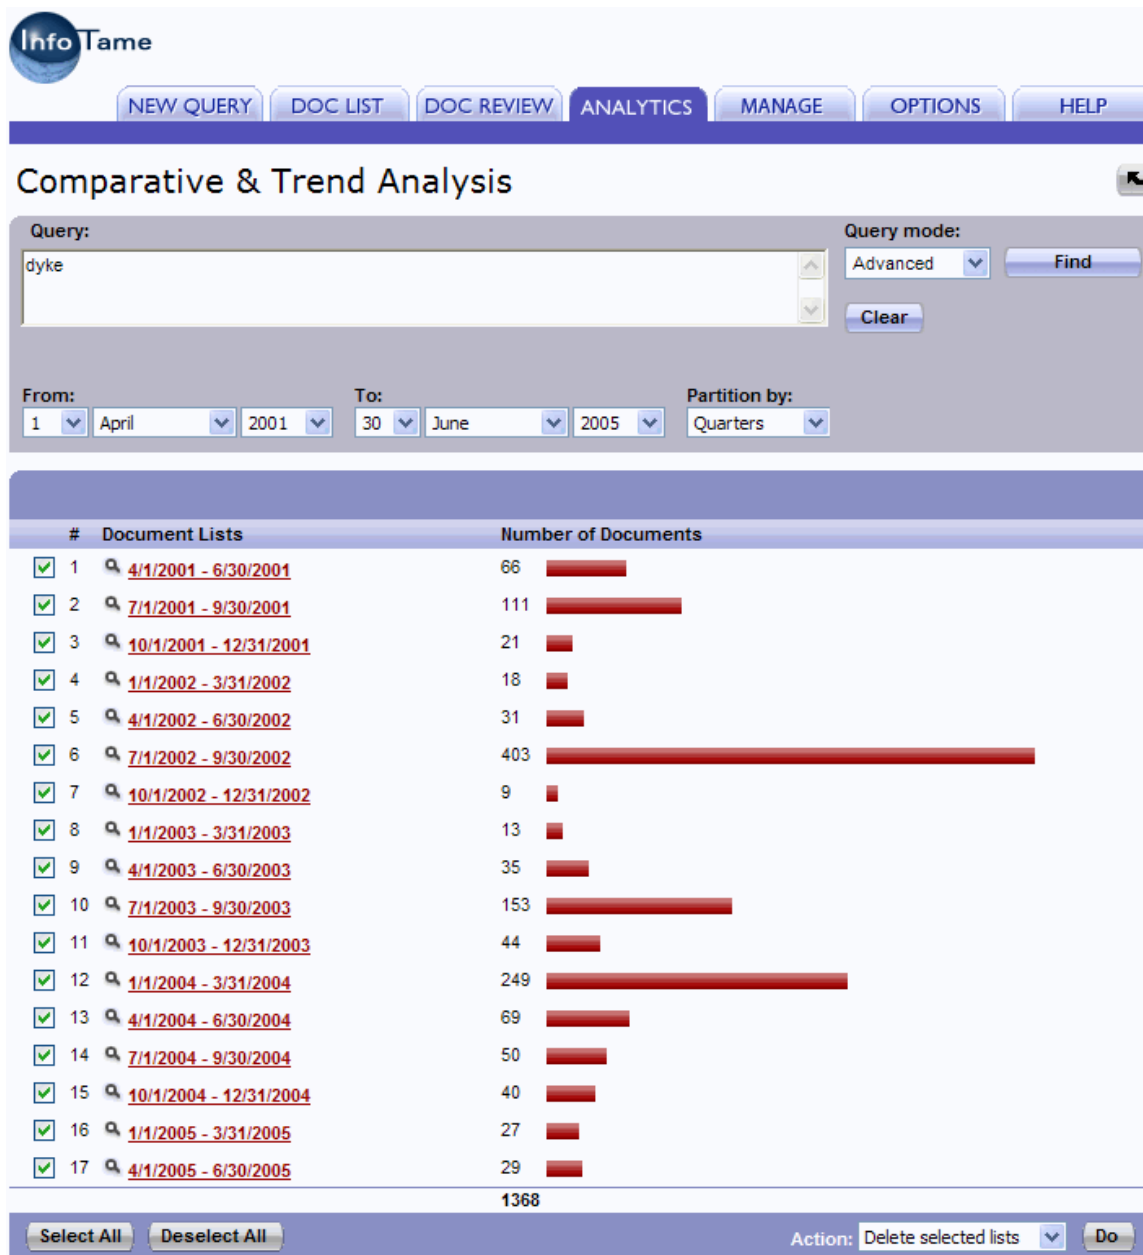 InfoTame
NEW QUERY DOC LIST DOC REVIEW ANALYTICS MANAGE OPTIONS HELP
Comparative & Trend Analysis
Query: Query mode:
dyke Advanced Find
Clear
From: To: Partition by:
1 April 2001 30 June 2005 Quarters
# Document Lists Number of Documents
1 4/1/2001 - 6/30/2001 66
2 7/1/2001 - 9/30/2001 111
3 10/1/2001 - 12/31/2001 21
4 1/1/2002 - 3/31/2002 18
5 4/1/2002 - 6/30/2002 31
6 7/1/2002 - 9/30/2002 403
7 10/1/2002 - 12/31/2002 9
8 1/1/2003 - 3/31/2003 13
9 4/1/2003 - 6/30/2003 35
10 7/1/2003 - 9/30/2003 153
11 10/1/2003 - 12/31/2003 44
12 1/1/2004 - 3/31/2004 249
13 4/1/2004 - 6/30/2004 69
14 7/1/2004 - 9/30/2004 50
15 10/1/2004 - 12/31/2004 40
16 1/1/2005 - 3/31/2005 27
17 4/1/2005 - 6/30/2005 29
1368
Select All Deselect All Action: Delete selected lists Do